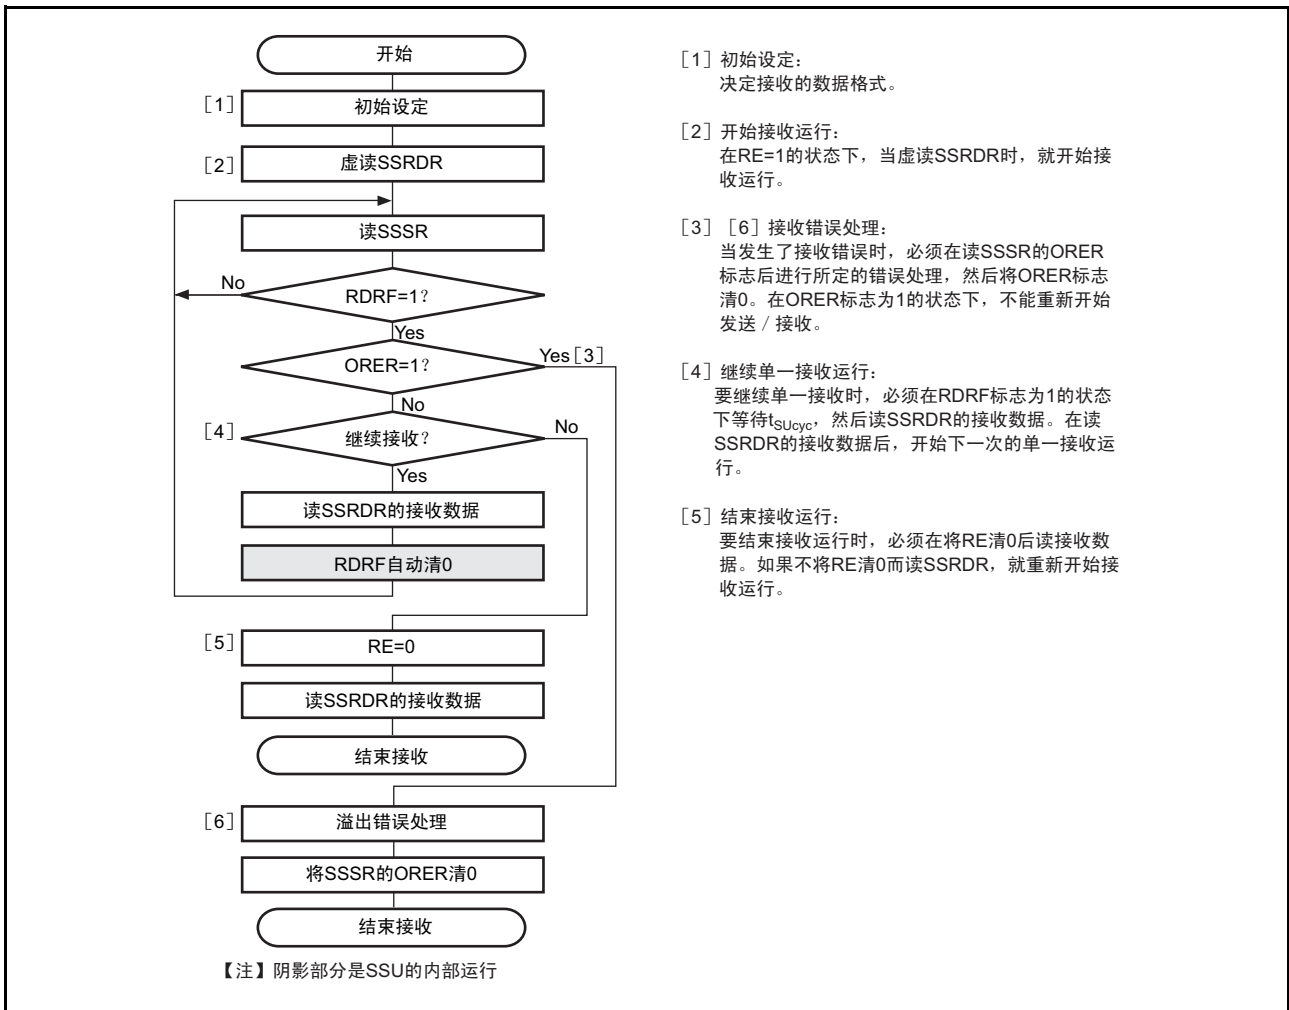 开始
［1］ 初始设定
［2］ 虚读SSRDR
读SSSR
No
RDRF=1？
Yes
ORER=1？
Yes［3］
No
［4］ 继续接收？
No
Yes
读SSRDR的接收数据
RDRF自动清0
［5］ RE=0
读SSRDR的接收数据
结束接收
［6］ 溢出错误处理
将SSSR的ORER清0
结束接收
【注】阴影部分是SSU的内部运行
［1］初始设定：
决定接收的数据格式。
［2］开始接收运行：
在RE=1的状态下，当虚读SSRDR时，就开始接
收运行。
［3］［6］接收错误处理：
当发生了接收错误时，必须在读SSSR的ORER
标志后进行所定的错误处理，然后将ORER标志
清0。在ORER标志为1的状态下，不能重新开始
发送／接收。
［4］继续单一接收运行：
要继续单一接收时，必须在RDRF标志为1的状态
下等待tSUcyc，然后读SSRDR的接收数据。在读
SSRDR的接收数据后，开始下一次的单一接收运
行。
［5］结束接收运行：
要结束接收运行时，必须在将RE清0后读接收数
据。如果不将RE清0而读SSRDR，就重新开始接
收运行。